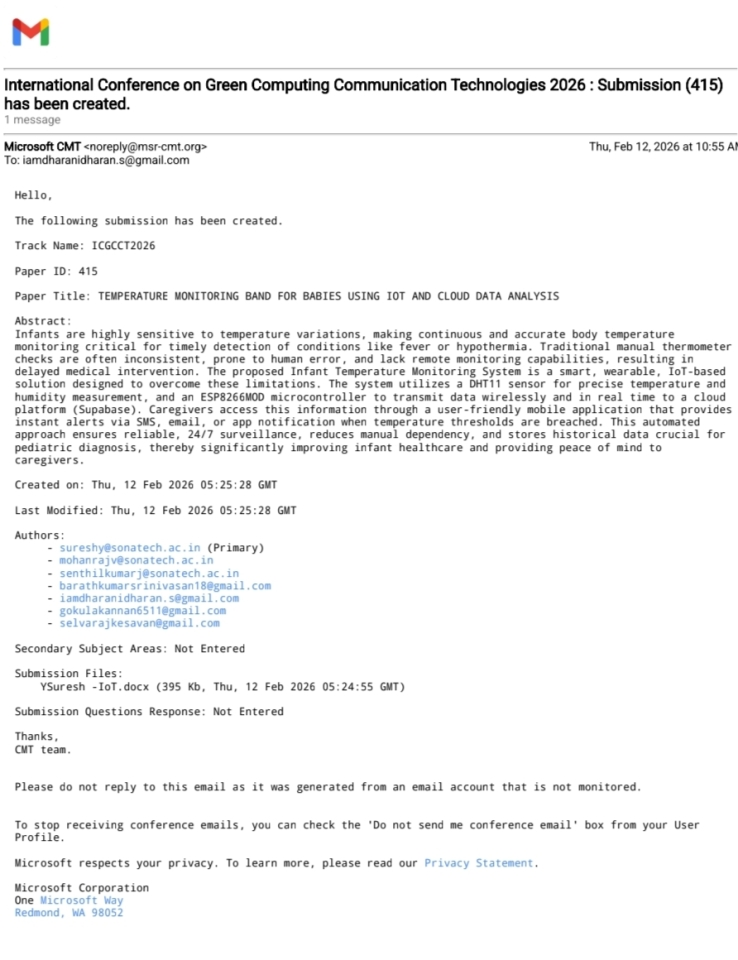 International Conference on Green Computing Communication Technologies 2026 : Submission (415)
has been created.
1 message
Microsoft CMT <noreply@msr-cmt.org>
Thu, Feb 12, 2026 at 10:55 AM
To: iamdharanidharan.s@gmail.com
Hello,
The following submission has been created.
Track Name: ICGCCT2026
Paper ID: 415
Paper Title: TEMPERATURE MONITORING BAND FOR BABIES USING IOT AND CLOUD DATA ANALYSIS
Abstract:
Infants are highly sensitive to temperature variations, making continuous and accurate body temperature
monitoring critical for timely detection of conditions like fever or hypothermia. Traditional manual thermometer
checks are often inconsistent, prone to human error, and lack remote monitoring capabilities, resulting in
delayed medical intervention. The proposed Infant Temperature Monitoring System is a smart, wearable, IoT-based
solution designed to overcome these limitations. The system utilizes a DHT11 sensor for precise temperature and
humidity measurement, and an ESP8266MOD microcontroller to transmit data wirelessly and in real time to a cloud
platform (Supabase). Caregivers access this information through a user-friendly mobile application that provides
instant alerts via SMS, email, or app notification when temperature thresholds are breached. This automated
approach ensures reliable, 24/7 surveillance, reduces manual dependency, and stores historical data crucial for
pediatric diagnosis, thereby significantly improving infant healthcare and providing peace of mind to
caregivers.
Created on: Thu, 12 Feb 2026 05:25:28 GMT
Last Modified: Thu, 12 Feb 2026 05:25:28 GMT
Authors:
- sureshy@sonatech.ac.in (Primary)
- mohanrajv@sonatech.ac.in
- senthilkumarj@sonatech.ac.in
- barathkumarsrinivasan18@gmail.com
- iamdharanidharan.s@gmail.com
- gokulakannan6511@gmail.com
- selvarajkesavan@gmail.com
Secondary Subject Areas: Not Entered
Submission Files:
YSuresh -IoT.docx (395 Kb, Thu, 12 Feb 2026 05:24:55 GMT)
Submission Questions Response: Not Entered
Thanks,
CMT team.
Please do not reply to this email as it was generated from an email account that is not monitored.
To stop receiving conference emails, you can check the 'Do not send me conference email' box from your User
Profile.
Microsoft respects your privacy. To learn more, please read our Privacy Statement.
Microsoft Corporation
One Microsoft Way
Redmond, WA 98052